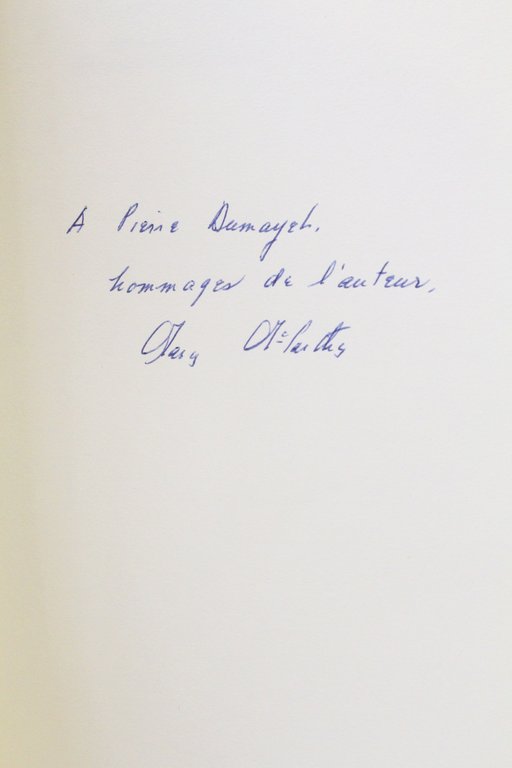 A Pierre Dumayet.
hommages de l'auteur,
Mary McCarthy